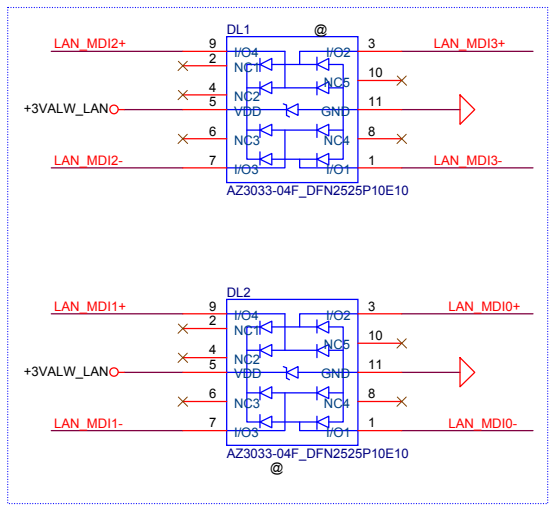 DL1 @
LAN_MDI2+ 9 I/O4 I/O2 3 LAN_MDI3+
2 NC1
NC5 10
4 NC2
+3VALW_LAN 5 VDD GND 11
6 NC3 NC4 8
LAN_MDI2- 7 I/O3 I/O1 1 LAN_MDI3-
AZ3033-04F_DFN2525P10E10
DL2
LAN_MDI1+ 9 I/O4 I/O2 3 LAN_MDI0+
2 NC1
NC5 10
4 NC2
+3VALW_LAN 5 VDD GND 11
6 NC3 NC4 8
LAN_MDI1- 7 I/O3 I/O1 1 LAN_MDI0-
AZ3033-04F_DFN2525P10E10
@